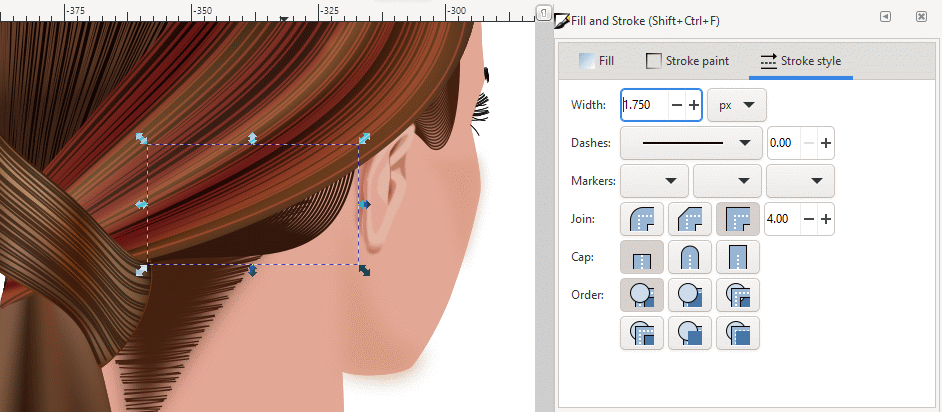 -375 -350 -325 -300
Fill and Stroke (Shift+Ctrl+F)
Fill Stroke paint Stroke style
Width: 1.750 − + px
Dashes: 0.00 − +
Markers:
Join: 4.00 − +
Cap:
Order: